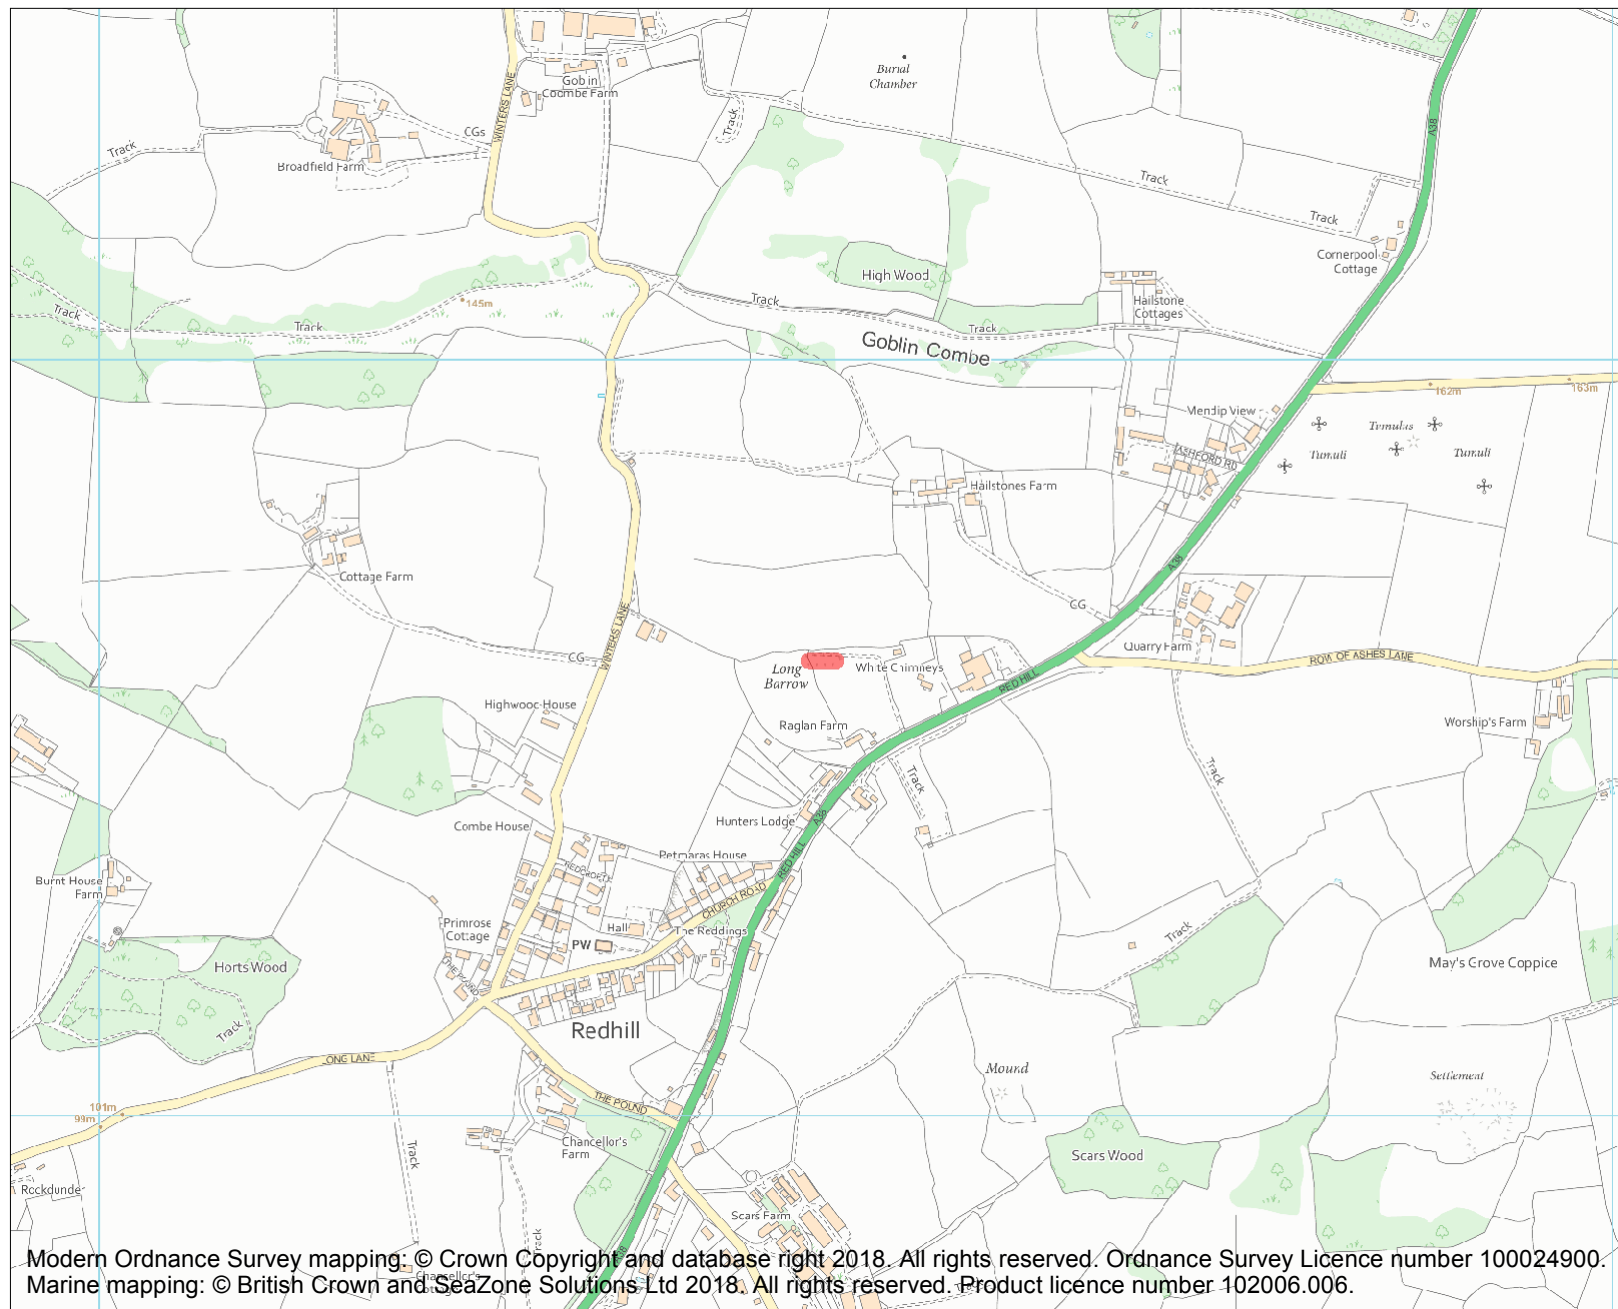 Burial
Chamber
WINTERS LANE
Coombe Farm
Track
CGs
Track
Broadfield Farm
A38
Track
Track
Cornerpool
Cottage
High Wood
145m
Track
Track
Track
Hailstone
Cottages
Track
Goblin Combe
162m
163m
Mendip View
Tumulus
Tumuli
Tumuli
ASHFORD RD
Hailstones Farm
A38
Cottage Farm
CG
WINTERS LANE
CG
Quarry Farm
ROW OF ASHES LANE
Long
Barrow
White Chimneys
RED HILL
Highwood House
Raglan Farm
Worship's Farm
Track
Track
Hunters Lodge
A38
Combe House
RED HILL
Petmaras House
Burnt House
Farm
CHURCH ROAD
Primrose
Cottage
Hall
The Reddings
PW
Track
Horts Wood
May's Grove Coppice
Track
Redhill
ONG LANE
Mound
Settlement
THE POUND
101m
99m
Chancellor's
Farm
Track
Scars Wood
Rockdunde
Scars Farm
Track
A38
Modern Ordnance Survey mapping: © Crown Copyright and database right 2018. All rights reserved. Ordnance Survey Licence number 100024900.
Marine mapping: © British Crown and SeaZone Solutions Ltd 2018. All rights reserved. Product licence number 102006.006.